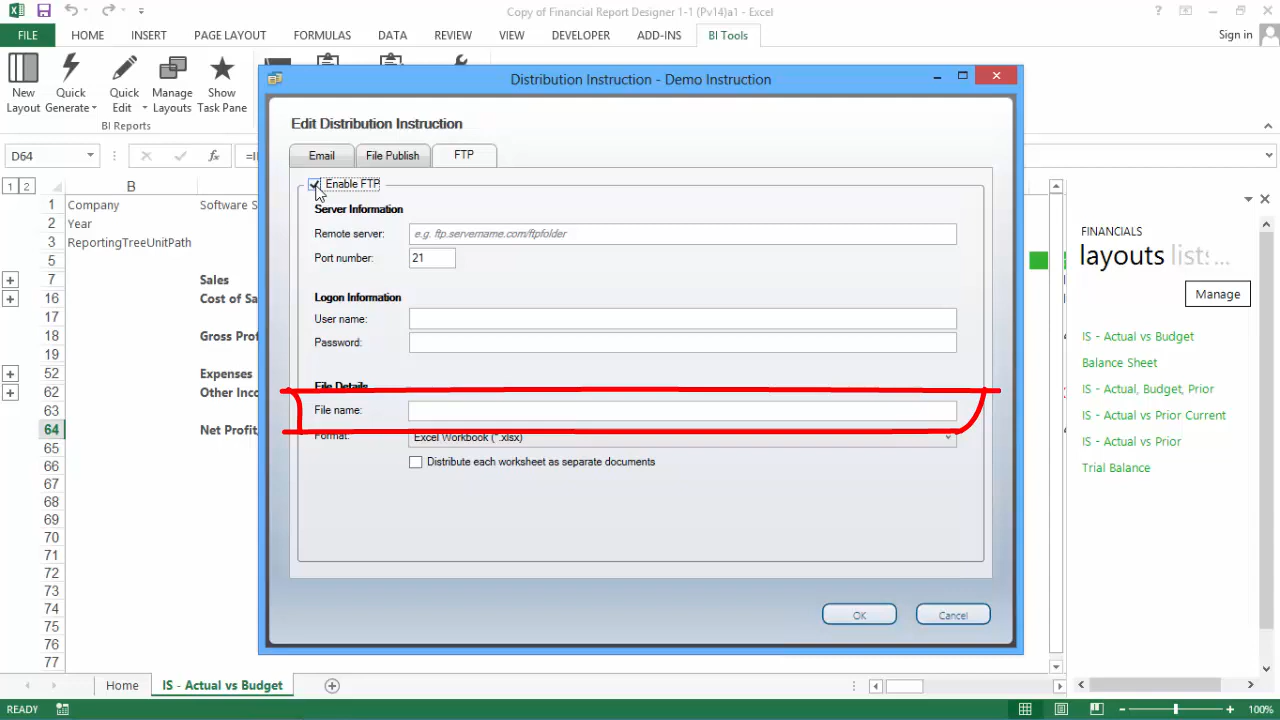 Copy of Financial Report Designer 1-1 (Pv14)a1 - Excel
FILE HOME INSERT PAGE LAYOUT FORMULAS DATA REVIEW VIEW DEVELOPER ADD-INS BI Tools Sign in
New Layout
Quick Generate
Quick Edit
Manage Layouts
Show Task Pane
BI Reports
D64 fx
Distribution Instruction - Demo Instruction
Edit Distribution Instruction
Email File Publish FTP
Enable FTP
Server Information
Remote server: e.g. ftp.servername.com/ftpfolder
Port number: 21
Logon Information
User name:
Password:
File Details
File name:
Format: Excel Workbook (*.xlsx)
Distribute each worksheet as separate documents
OK Cancel
1 2 B
1 Company Software S
2 Year
3 ReportingTreeUnitPath
5
7 Sales
16 Cost of Sa
17
18 Gross Prof
19
52 Expenses
62 Other Inco
63
64 Net Profit
65
66
67
68
69
70
71
72
73
74
75
76
77
FINANCIALS
layouts lists...
Manage
IS - Actual vs Budget
Balance Sheet
IS - Actual, Budget, Prior
IS - Actual vs Prior Current
IS - Actual vs Prior
Trial Balance
Home IS - Actual vs Budget
READY 100%